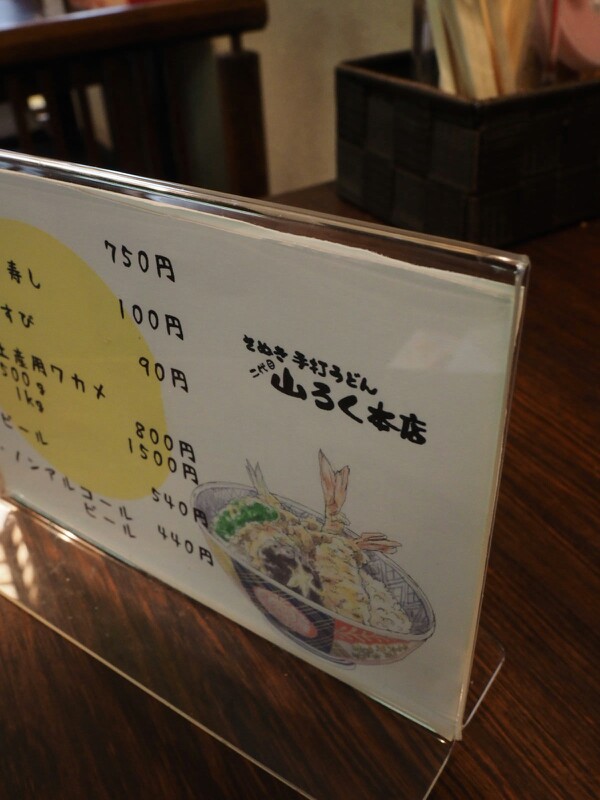 寿し 750円
すび 100円
土産用ワカメ 90円
500g 800円
1kg 1500円
ビール 540円
ノンアルコール
ビール 440円
さぬき手打うどん
二代目
山ろく本店